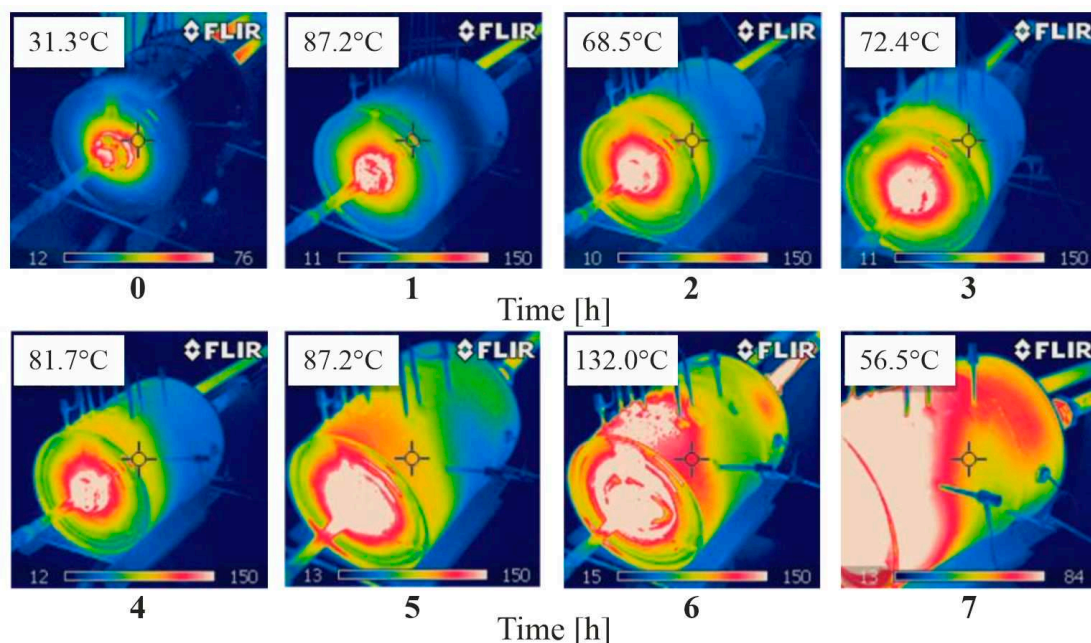 31.3°C FLIR
12 76
0
87.2°C FLIR
11 150
1
68.5°C FLIR
10 150
2
72.4°C FLIR
11 150
3
Time [h]
81.7°C FLIR
12 150
4
87.2°C FLIR
13 150
5
132.0°C FLIR
15 150
6
56.5°C FLIR
13 84
7
Time [h]